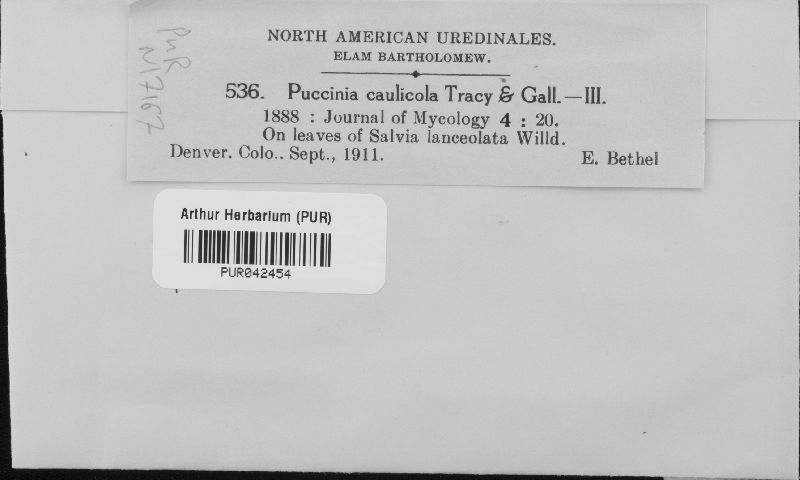 NORTH AMERICAN UREDINALES.
ELAM BARTHOLOMEW.
536. Puccinia caulicola Tracy & Gall.—III.
1888 : Journal of Mycology 4 : 20.
On leaves of Salvia lanceolata Willd.
Denver. Colo.. Sept., 1911. E. Bethel
PUR
N7167
Arthur Herbarium (PUR)
PUR042454